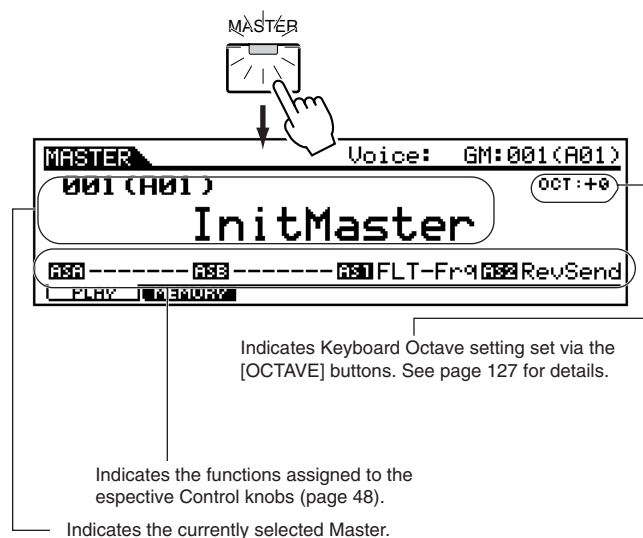 MASTER
MASTER Voice: GM:001(A01)
001(A01) OCT:+0
InitMaster
ASA ------- ASB ------- AS1 FLT-Frq AS2 RevSend
PLAY MEMORY
Indicates Keyboard Octave setting set via the
[OCTAVE] buttons. See page 127 for details.
Indicates the functions assigned to the
espective Control knobs (page 48).
Indicates the currently selected Master.